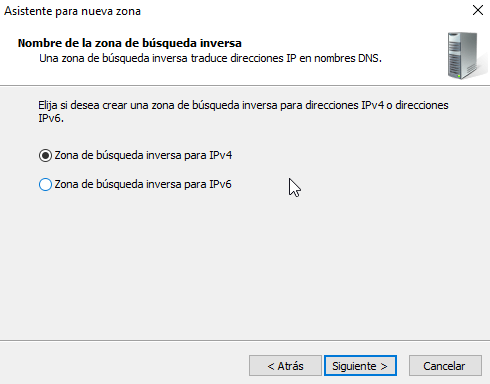 Asistente para nueva zona
Nombre de la zona de búsqueda inversa
Una zona de búsqueda inversa traduce direcciones IP en nombres DNS.
Elija si desea crear una zona de búsqueda inversa para direcciones IPv4 o direcciones
IPv6.
Zona de búsqueda inversa para IPv4
Zona de búsqueda inversa para IPv6
< Atrás
Siguiente >
Cancelar